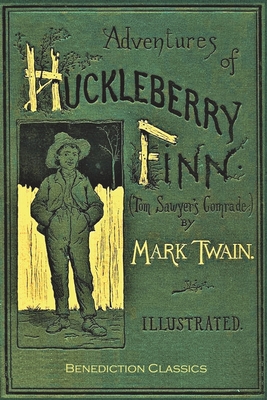 Adventures
of
HUCKLEBERRY
FINN.
(Tom Sawyer's Comrade.)
BY
MARK TWAIN.
ILLUSTRATED.
BENEDICTION CLASSICS